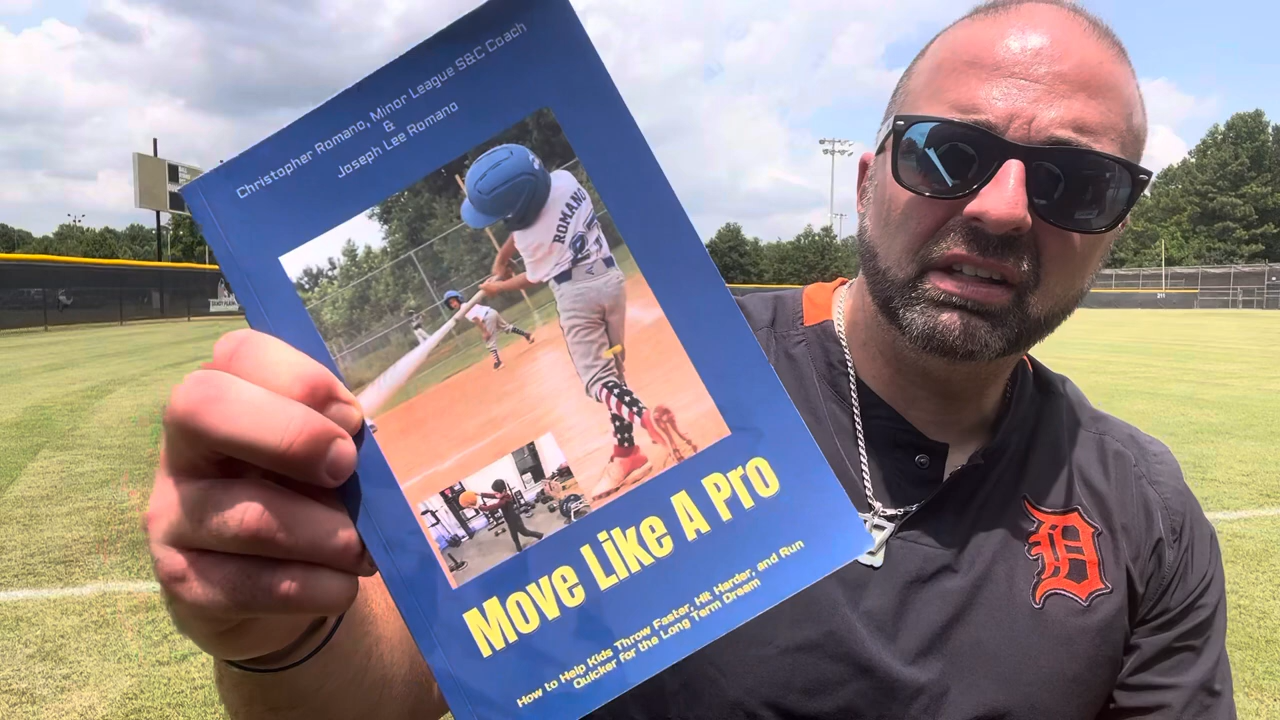 Christopher Romano, Minor League S&C Coach
&
Joseph Lee Romano
ROMANO
Move Like A Pro
How to Help Kids Throw Faster, Hit Harder, and Run
Quicker for the Long Term Dream
D
211